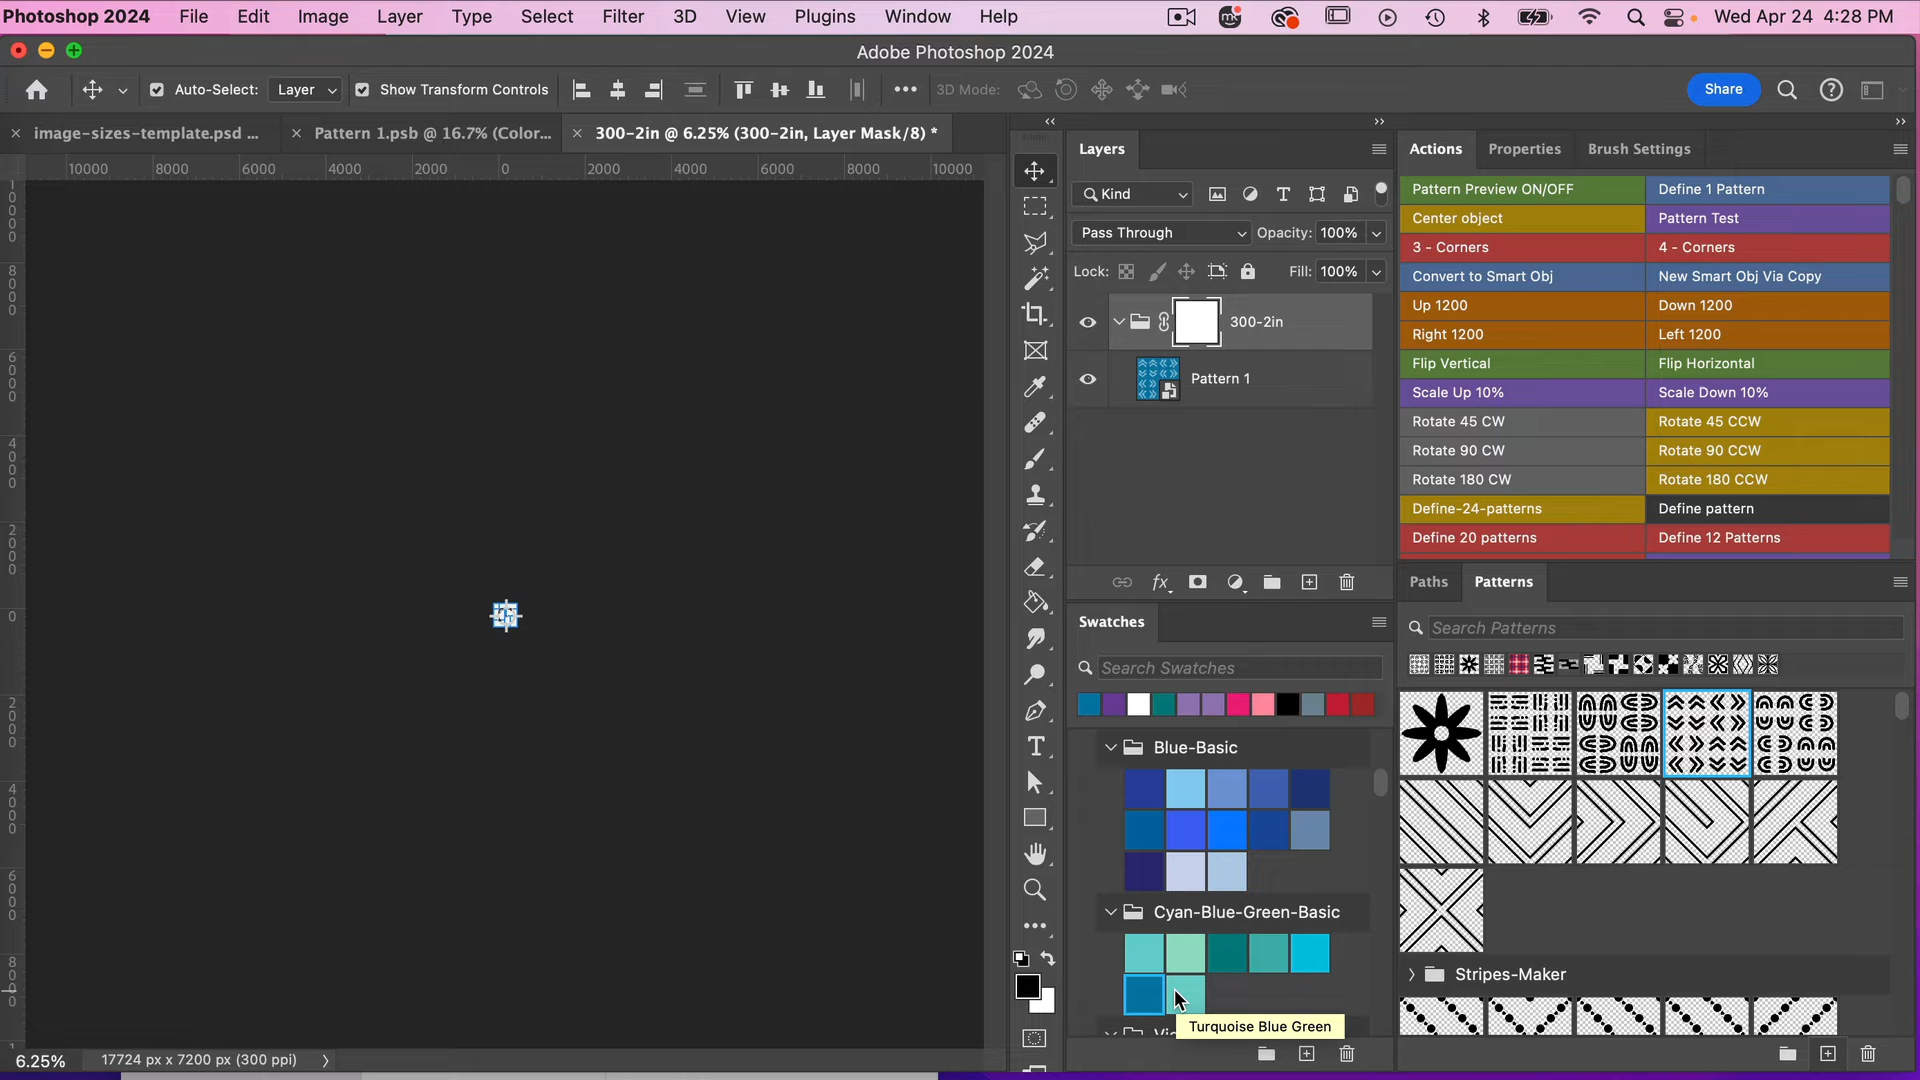 Photoshop 2024 File Edit Image Layer Type Select Filter 3D View Plugins Window Help Wed Apr 24 4:28 PM
Adobe Photoshop 2024
Auto-Select: Layer Show Transform Controls 3D Mode: Share
image-sizes-template.psd ... Pattern 1.psb @ 16.7% (Color... 300-2in @ 6.25% (300-2in, Layer Mask/8) *
10000 8000 6000 4000 2000 0 2000 4000 6000 8000 10000
Layers
Kind
Pass Through Opacity: 100%
Lock: Fill: 100%
300-2in
Pattern 1
Swatches
Search Swatches
Blue-Basic
Cyan-Blue-Green-Basic
Turquoise Blue Green
Actions Properties Brush Settings
Pattern Preview ON/OFF Define 1 Pattern
Center object Pattern Test
3 - Corners 4 - Corners
Convert to Smart Obj New Smart Obj Via Copy
Up 1200 Down 1200
Right 1200 Left 1200
Flip Vertical Flip Horizontal
Scale Up 10% Scale Down 10%
Rotate 45 CW Rotate 45 CCW
Rotate 90 CW Rotate 90 CCW
Rotate 180 CW Rotate 180 CCW
Define-24-patterns Define pattern
Define 20 patterns Define 12 Patterns
Paths Patterns
Search Patterns
Stripes-Maker
6.25% 17724 px x 7200 px (300 ppi)